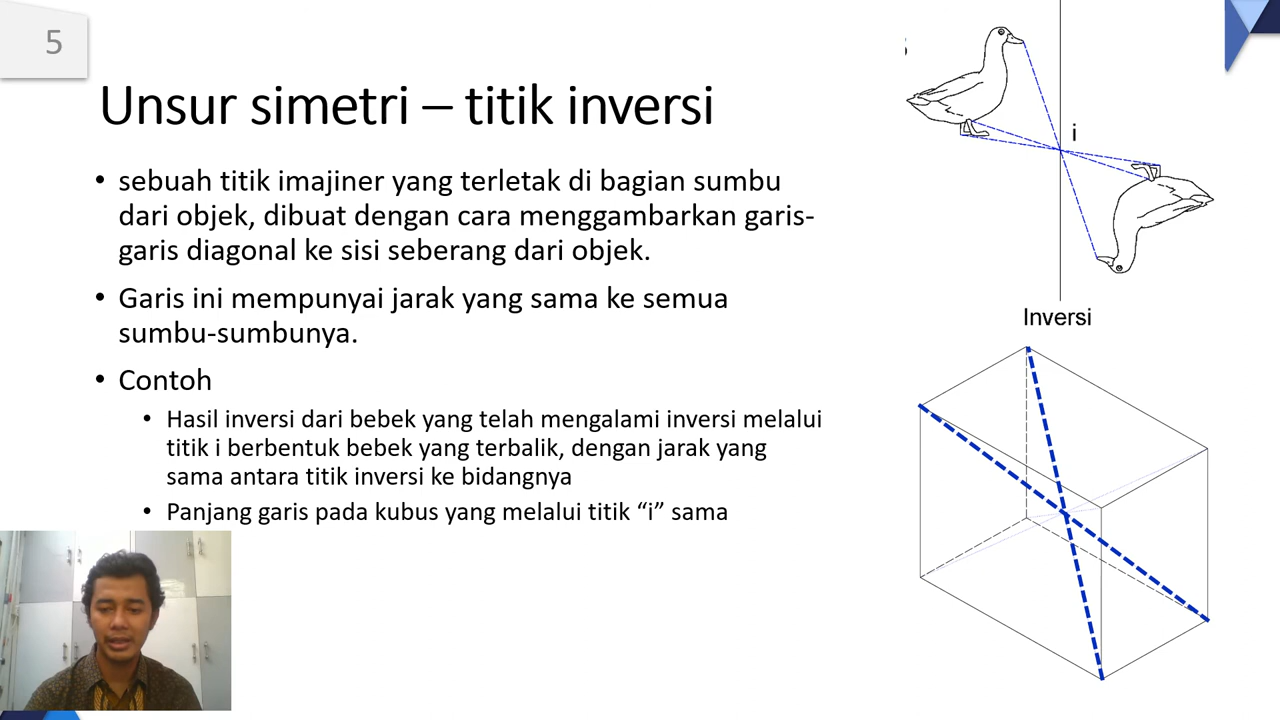 5
Unsur simetri – titik inversi
• sebuah titik imajiner yang terletak di bagian sumbu
dari objek, dibuat dengan cara menggambarkan garis-
garis diagonal ke sisi seberang dari objek.
• Garis ini mempunyai jarak yang sama ke semua
sumbu-sumbunya.
• Contoh
• Hasil inversi dari bebek yang telah mengalami inversi melalui
titik i berbentuk bebek yang terbalik, dengan jarak yang
sama antara titik inversi ke bidangnya
• Panjang garis pada kubus yang melalui titik “i” sama
i
Inversi